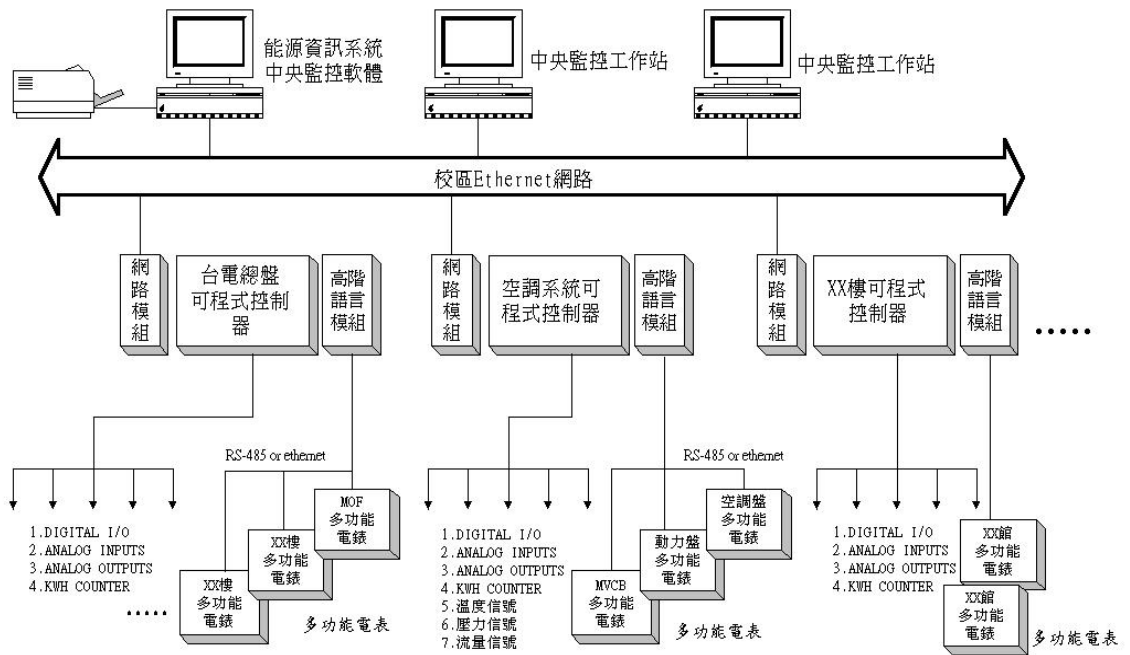 能源資訊系統
中央監控軟體
中央監控工作站
中央監控工作站
校區Ethernet網路
網路模組
台電總盤
可程式控制
器
高階
語言
模組
網路模組
空調系統可
程式控制器
高階
語言
模組
網路模組
XX樓可程式
控制器
高階
語言
模組
.....
RS-485 or ethernet
1.DIGITAL I/O
2.ANALOG INPUTS
3.ANALOG OUTPUTS
4.KWH COUNTER
.....
MOF
多功能
電錶
XX樓
多功能
電錶
XX樓
多功能
電錶
多功能電表
RS-485 or ethernet
1.DIGITAL I/O
2.ANALOG INPUTS
3.ANALOG OUTPUTS
4.KWH COUNTER
5.溫度信號
6.壓力信號
7.流量信號
空調盤
多功能
電錶
動力盤
多功能
電錶
MVCB
多功能
電錶
多功能電表
1.DIGITAL I/O
2.ANALOG INPUTS
3.ANALOG OUTPUTS
4.KWH COUNTER
XX館
多功能
電錶
XX館
多功能
電錶
多功能電表